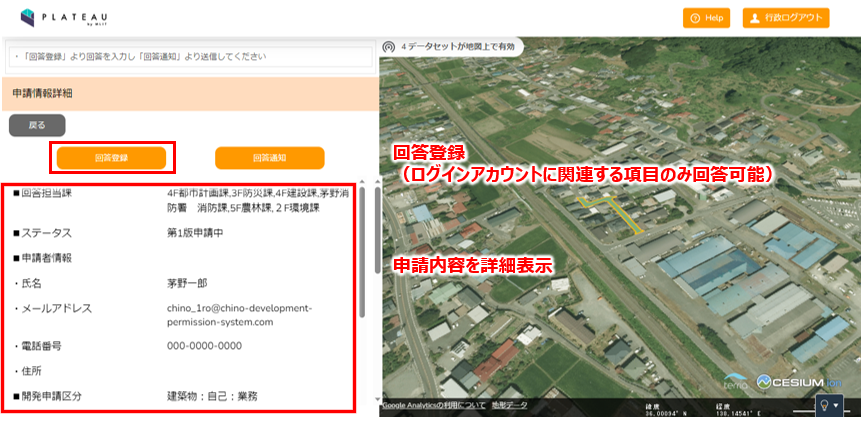 PLATEAU
by MLIT
Help
行政ログアウト
・「回答登録」より回答を入力し「回答通知」より送信してください
4 データセットが地図上で有効
申請情報詳細
戻る
回答登録
回答通知
回答登録
（ログインアカウントに関連する項目のみ回答可能）
■回答担当課
4F都市計画課,3F防災課,4F建設課,茅野消
防署　消防課,5F農林課,２F環境課
■ステータス
第1版申請中
■申請者情報
申請内容を詳細表示
・氏名
茅野一郎
・メールアドレス
chino_1ro@chino-development-
permission-system.com
・電話番号
000-0000-0000
・住所
■開発申請区分
建築物；自己；業務
CESIUM ion
Google Analyticsの利用について
地形データ
緯度
36.00094° N
経度
138.14541° E